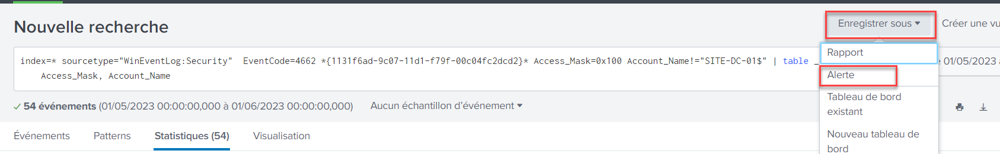 Nouvelle recherche
Enregistrer sous
Créer une vu
index=* sourcetype="WinEventLog:Security"  EventCode=4662 *{1131f6ad-9c07-11d1-f79f-00c04fc2dcd2}* Access_Mask=0x100 Account_Name!="SITE-DC-01$" | table _
Access_Mask, Account_Name
Rapport
01/05/2023
Alerte
Tableau de bord
existant
Nouveau tableau de
bord
54 événements (01/05/2023 00:00:00,000 à 01/06/2023 00:00:00,000)
Aucun échantillon d'événement
Événements
Patterns
Statistiques (54)
Visualisation